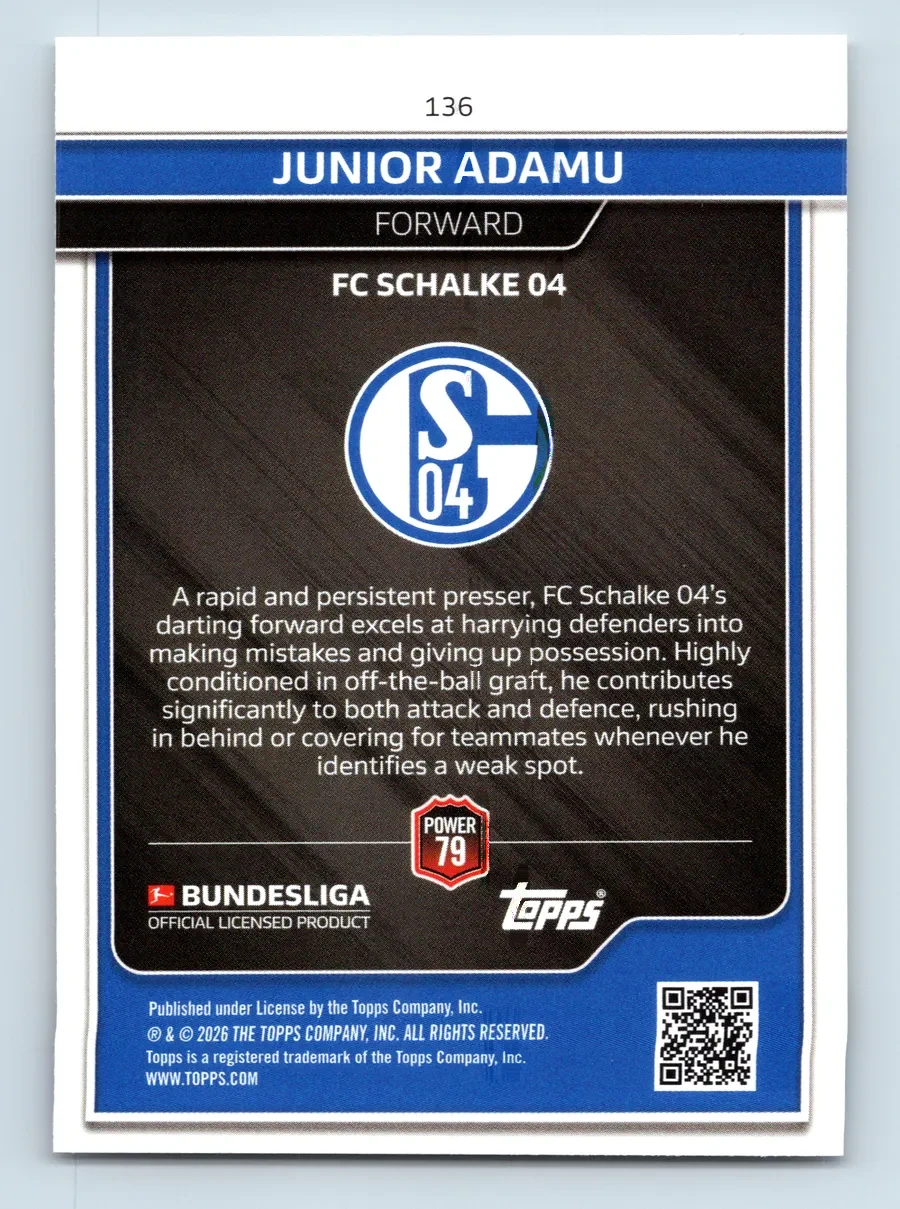 136
JUNIOR ADAMU
FORWARD
FC SCHALKE 04
S
04
A rapid and persistent presser, FC Schalke 04's
darting forward excels at harrying defenders into
making mistakes and giving up possession. Highly
conditioned in off-the-ball graft, he contributes
significantly to both attack and defence, rushing
in behind or covering for teammates whenever he
identifies a weak spot.
POWER
79
BUNDESLIGA
OFFICIAL LICENSED PRODUCT
topps®
Published under License by the Topps Company, Inc.
® & © 2026 THE TOPPS COMPANY, INC. ALL RIGHTS RESERVED.
Topps is a registered trademark of the Topps Company, Inc.
WWW.TOPPS.COM